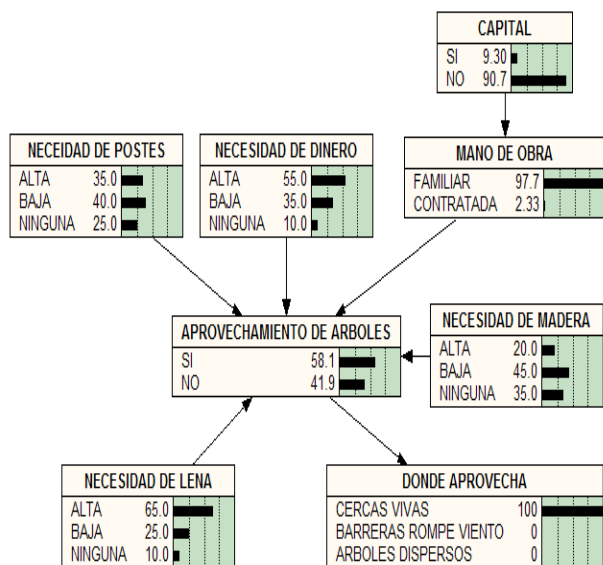 CAPITAL
SI 9.30
NO 90.7
NECEIDAD DE POSTES
ALTA 35.0
BAJA 40.0
NINGUNA 25.0
NECESIDAD DE DINERO
ALTA 55.0
BAJA 35.0
NINGUNA 10.0
MANO DE OBRA
FAMILIAR 97.7
CONTRATADA 2.33
APROVECHAMIENTO DE ARBOLES
SI 58.1
NO 41.9
NECESIDAD DE MADERA
ALTA 20.0
BAJA 45.0
NINGUNA 35.0
NECESIDAD DE LENA
ALTA 65.0
BAJA 25.0
NINGUNA 10.0
DONDE APROVECHA
CERCAS VIVAS 100
BARRERAS ROMPE VIENTO 0
ARBOLES DISPERSOS 0